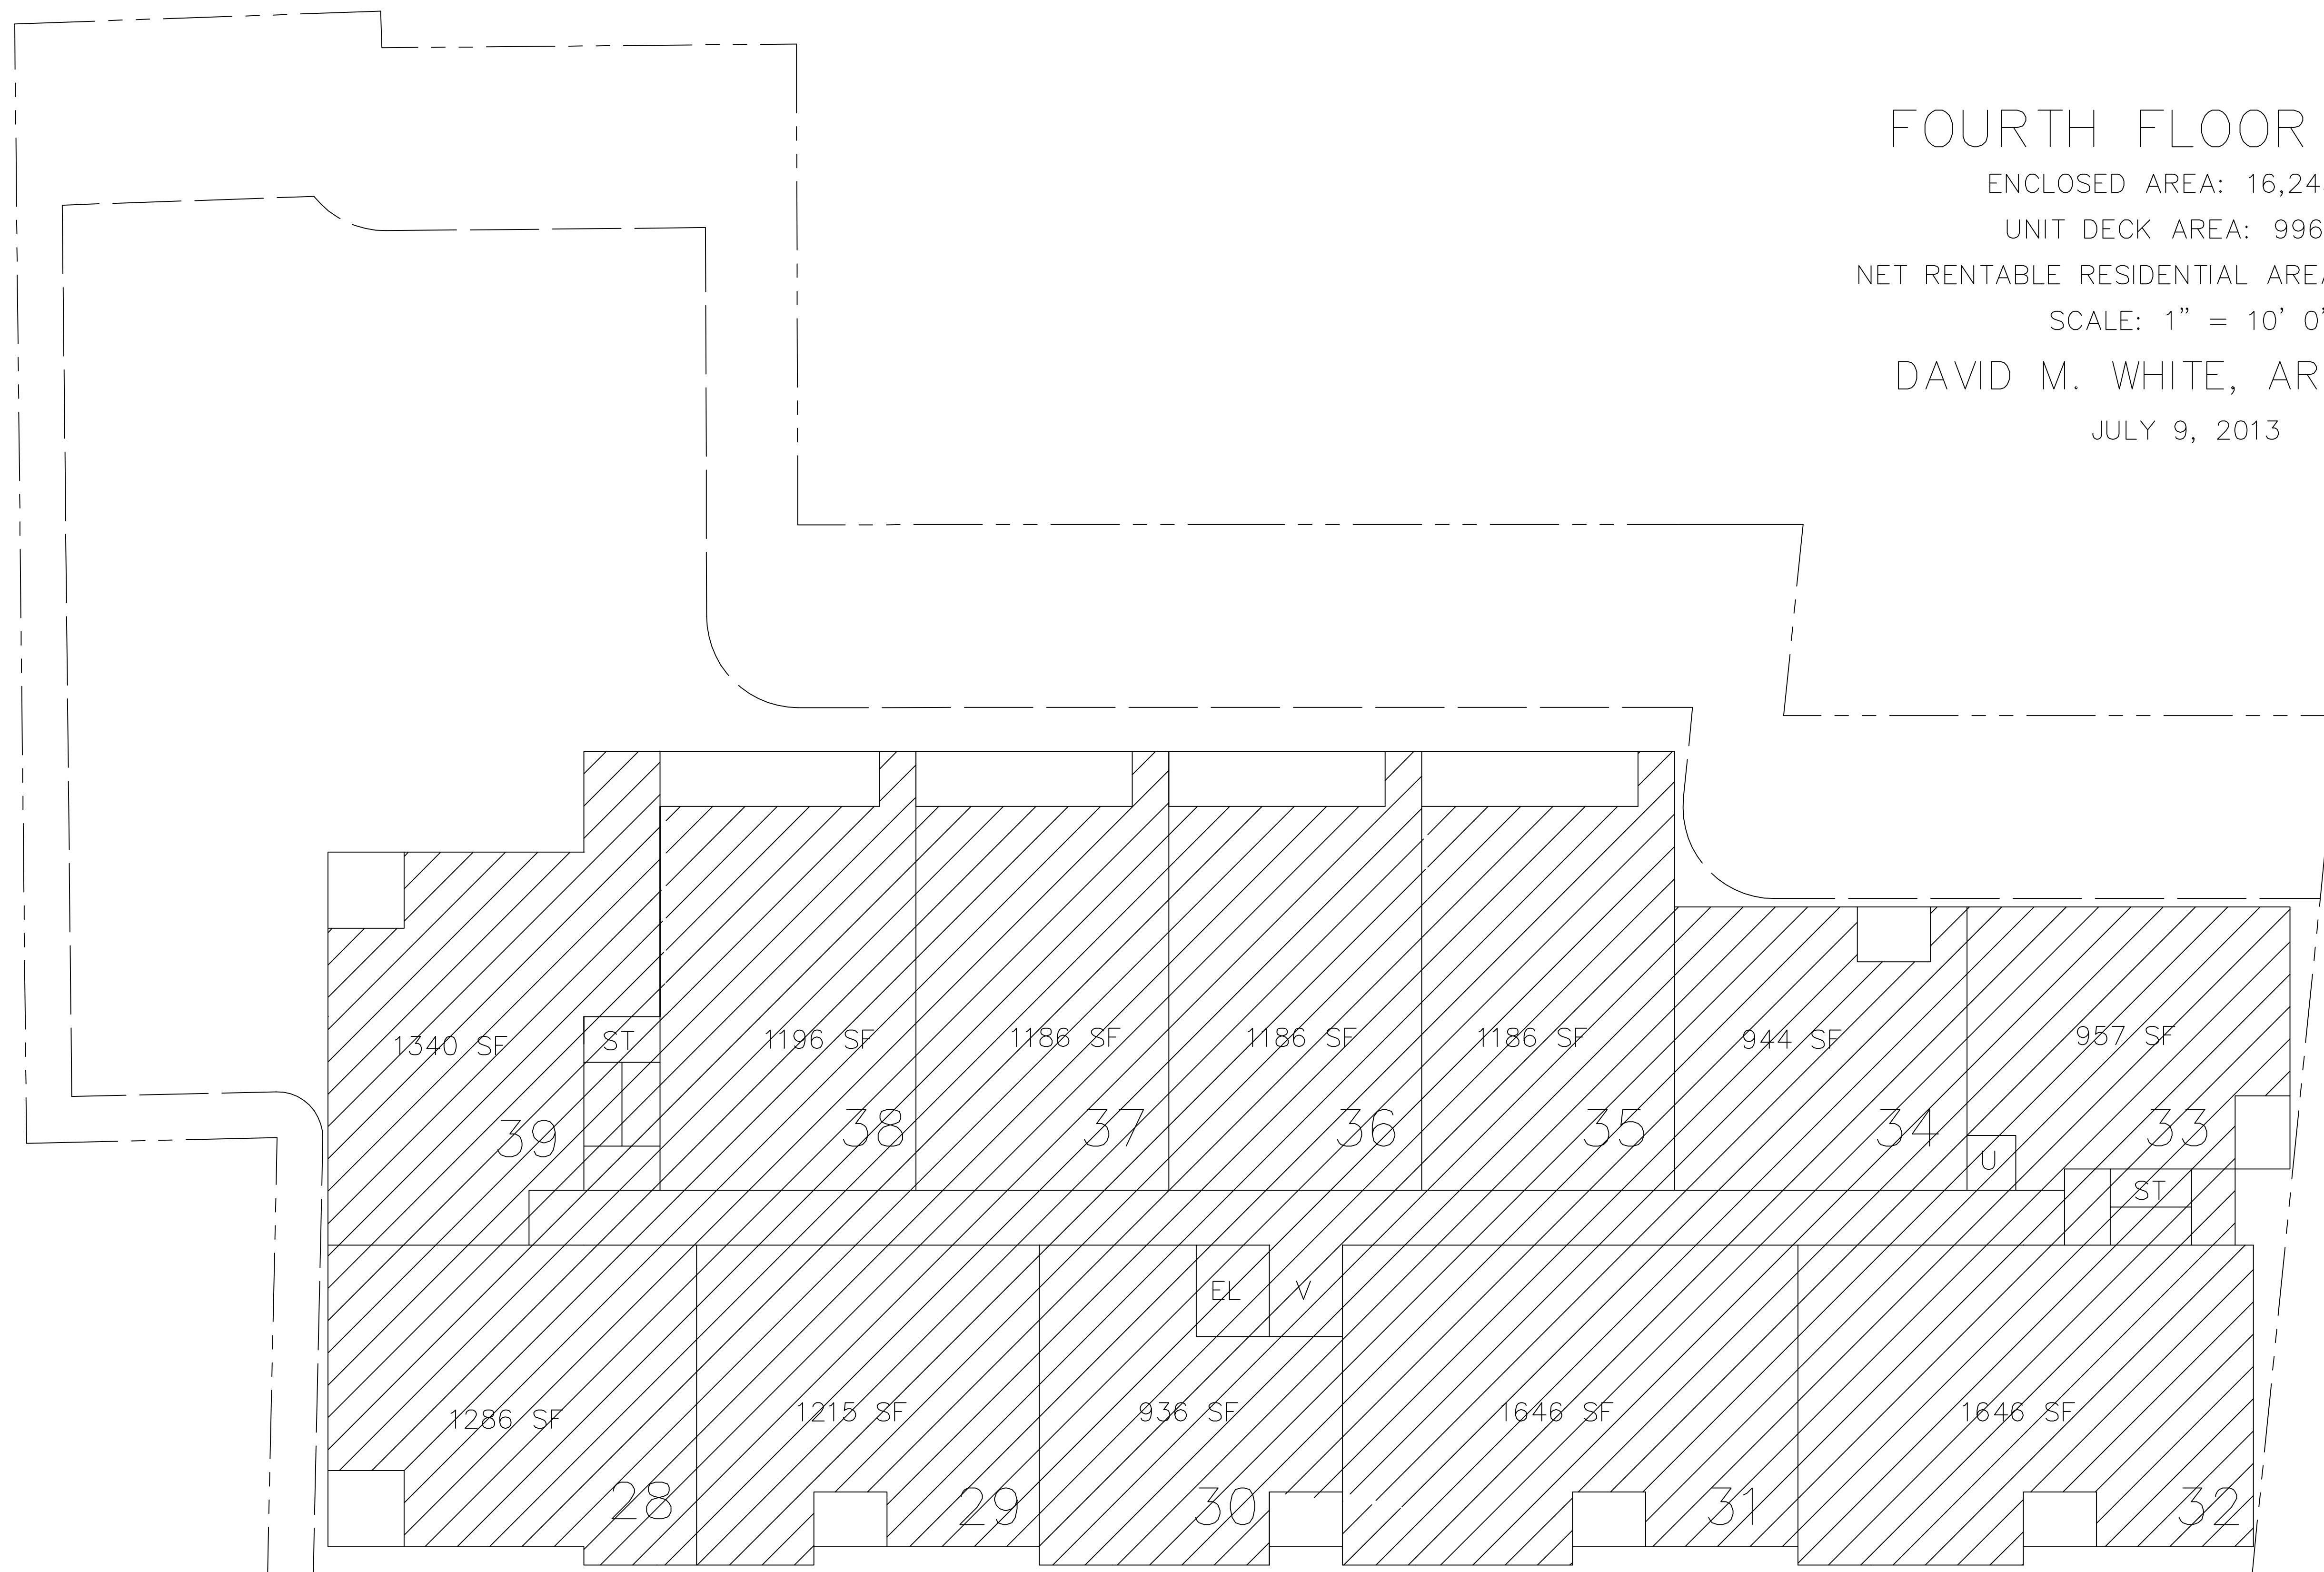 FOURTH FLOOR
ENCLOSED AREA: 16,24
UNIT DECK AREA: 996
NET RENTABLE RESIDENTIAL AREA
SCALE: 1" = 10' 0"
DAVID M. WHITE, AR
JULY 9, 2013
1340 SF
ST
1196 SF
1186 SF
1186 SF
1186 SF
944 SF
957 SF
39
38
37
36
35
34
33
U
ST
EL
V
1286 SF
1215 SF
936 SF
1646 SF
1646 SF
28
29
30
31
32